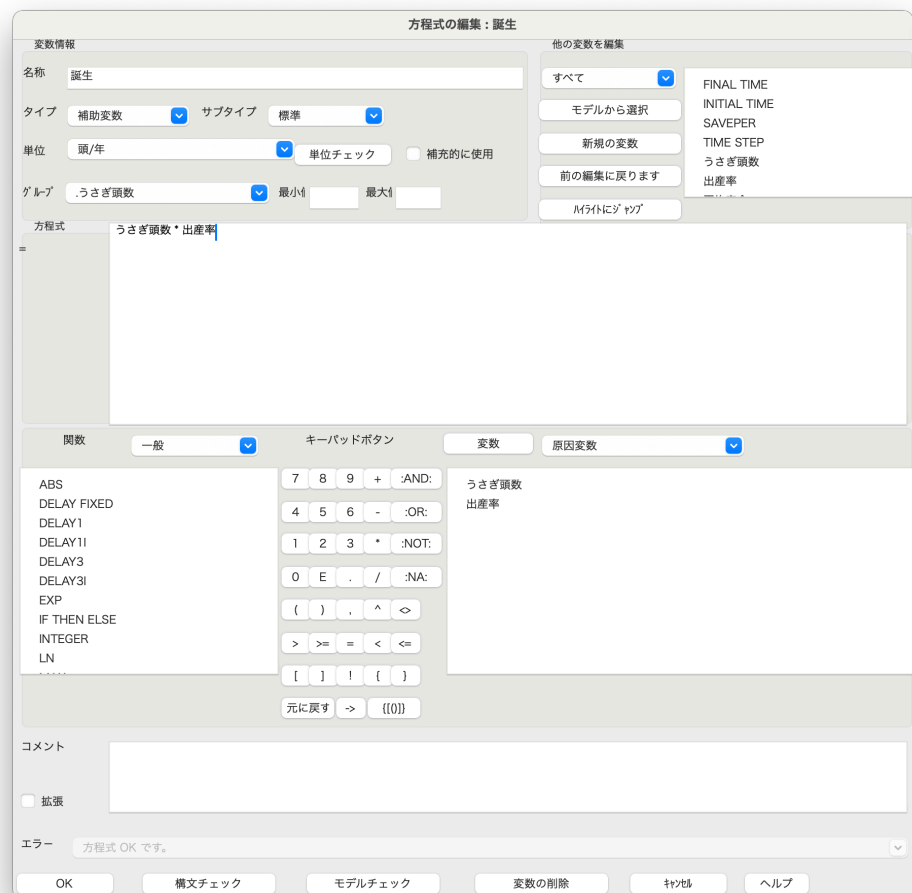 方程式の編集 : 誕生
変数情報
名称 誕生
タイプ 補助変数 サブタイプ 標準
単位 頭/年 単位チェック 補充的に使用
グループ .うさぎ頭数 最小値 最大値
他の変数を編集
すべて
モデルから選択
新規の変数
前の編集に戻ります
ハイライトにジャンプ
FINAL TIME
INITIAL TIME
SAVEPER
TIME STEP
うさぎ頭数
出産率
方程式
=
うさぎ頭数 * 出産率
関数 一般
キーパッドボタン
変数 原因変数
ABS
DELAY FIXED
DELAY1
DELAY1I
DELAY3
DELAY3I
EXP
IF THEN ELSE
INTEGER
LN
7 8 9 + :AND:
4 5 6 - :OR:
1 2 3 * :NOT:
0 E . / :NA:
( ) , ^ <>
> >= = < <=
[ ] ! { }
元に戻す -> {[()]}
うさぎ頭数
出産率
コメント
拡張
エラー 方程式 OK です。
OK 構文チェック モデルチェック 変数の削除 キャンセル ヘルプ